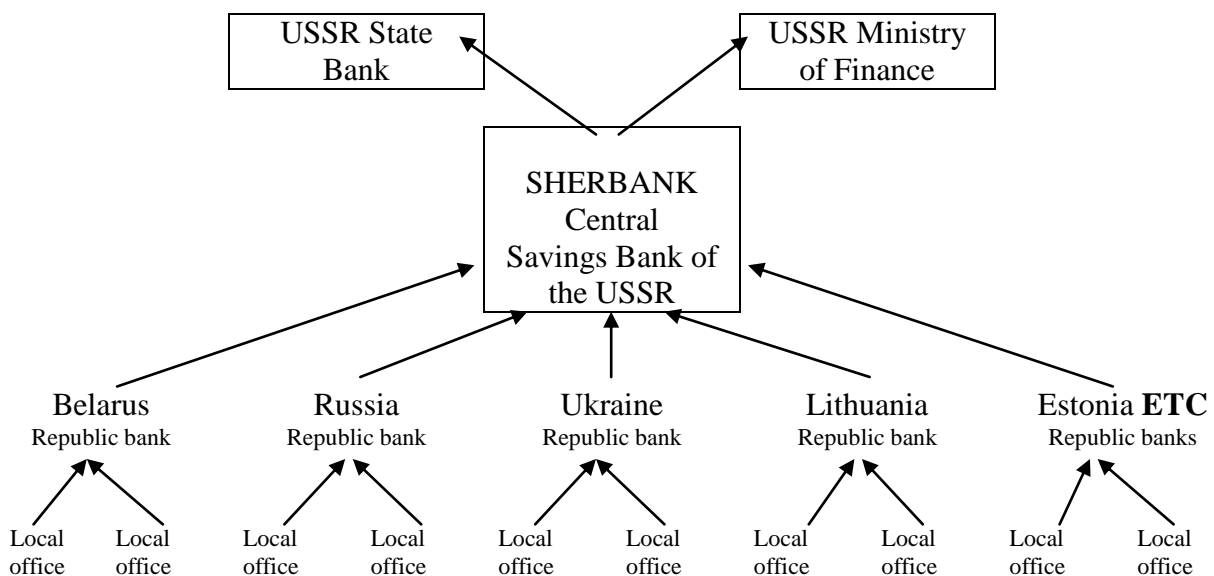 USSR State
Bank
USSR Ministry
of Finance
SHERBANK
Central
Savings Bank of
the USSR
Belarus
Republic bank
Russia
Republic bank
Ukraine
Republic bank
Lithuania
Republic bank
Estonia ETC
Republic banks
Local
office
Local
office
Local
office
Local
office
Local
office
Local
office
Local
office
Local
office
Local
office
Local
office